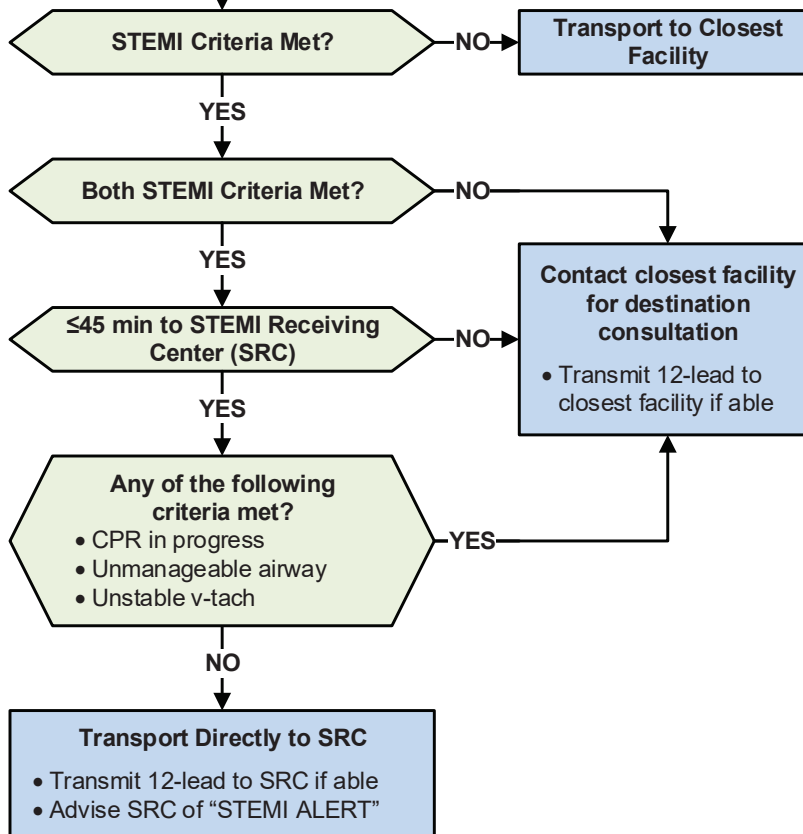 STEMI Criteria Met?
NO
Transport to Closest
Facility
YES
Both STEMI Criteria Met?
NO
YES
Contact closest facility
for destination
consultation
• Transmit 12-lead to
closest facility if able
≤45 min to STEMI Receiving
Center (SRC)
NO
YES
Any of the following
criteria met?
• CPR in progress
• Unmanageable airway
• Unstable v-tach
YES
NO
Transport Directly to SRC
• Transmit 12-lead to SRC if able
• Advise SRC of “STEMI ALERT”